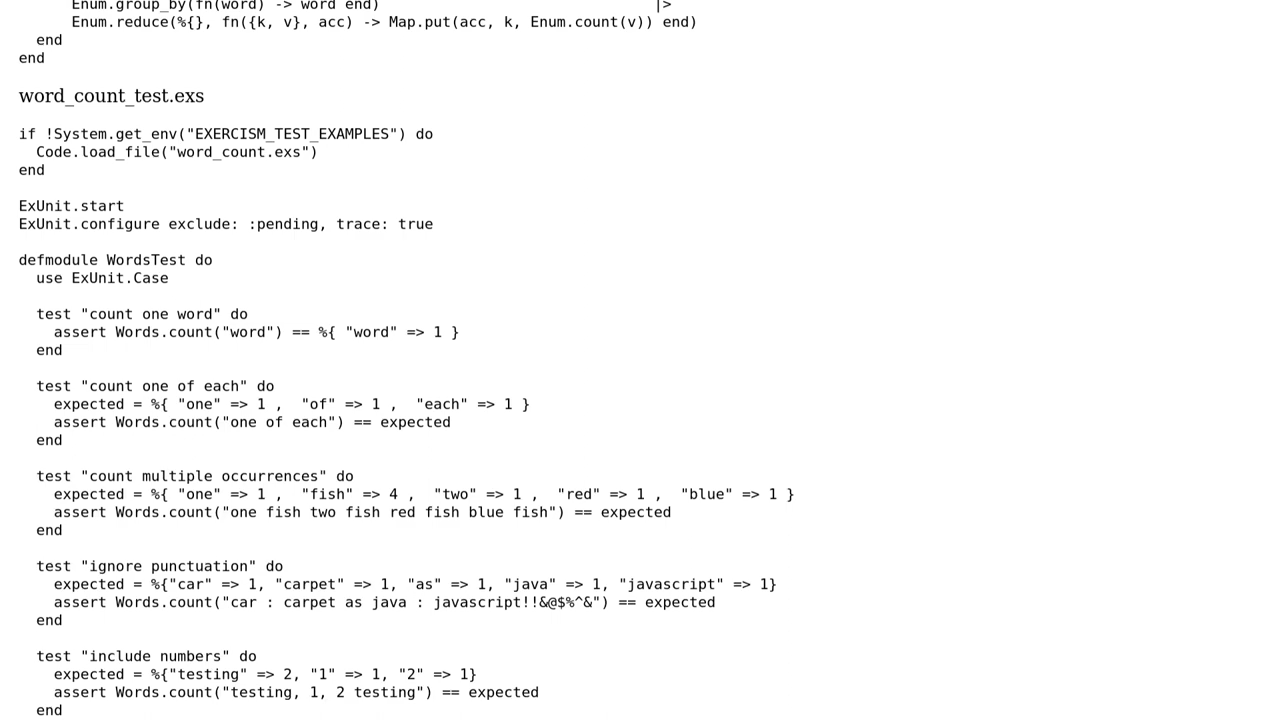 Enum.group_by(fn(word) -> word end) |>
Enum.reduce(%{}, fn({k, v}, acc) -> Map.put(acc, k, Enum.count(v)) end)
end
end
word_count_test.exs
if !System.get_env("EXERCISM_TEST_EXAMPLES") do
Code.load_file("word_count.exs")
end
ExUnit.start
ExUnit.configure exclude: :pending, trace: true
defmodule WordsTest do
use ExUnit.Case
test "count one word" do
assert Words.count("word") == %{ "word" => 1 }
end
test "count one of each" do
expected = %{ "one" => 1 ,  "of" => 1 ,  "each" => 1 }
assert Words.count("one of each") == expected
end
test "count multiple occurrences" do
expected = %{ "one" => 1 ,  "fish" => 4 ,  "two" => 1 ,  "red" => 1 ,  "blue" => 1 }
assert Words.count("one fish two fish red fish blue fish") == expected
end
test "ignore punctuation" do
expected = %{"car" => 1, "carpet" => 1, "as" => 1, "java" => 1, "javascript" => 1}
assert Words.count("car : carpet as java : javascript!!&@$%^&") == expected
end
test "include numbers" do
expected = %{"testing" => 2, "1" => 1, "2" => 1}
assert Words.count("testing, 1, 2 testing") == expected
end